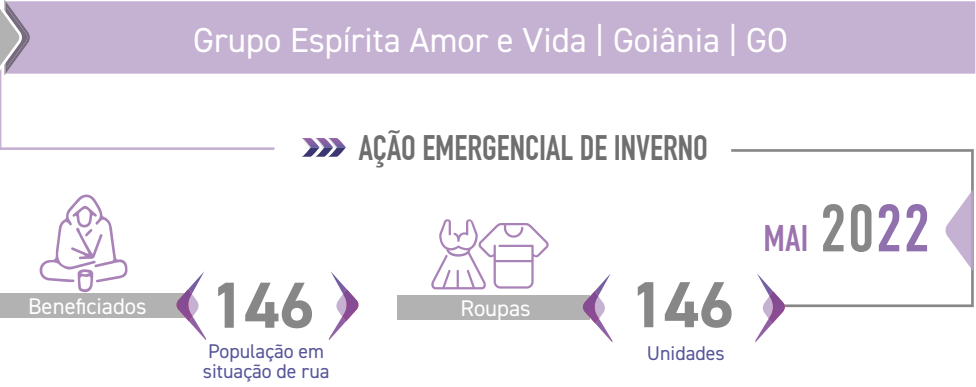 Grupo Espírita Amor e Vida | Goiânia | GO
AÇÃO EMERGENCIAL DE INVERNO
MAI 2022
Beneficiados
146
População em
situação de rua
Roupas
146
Unidades